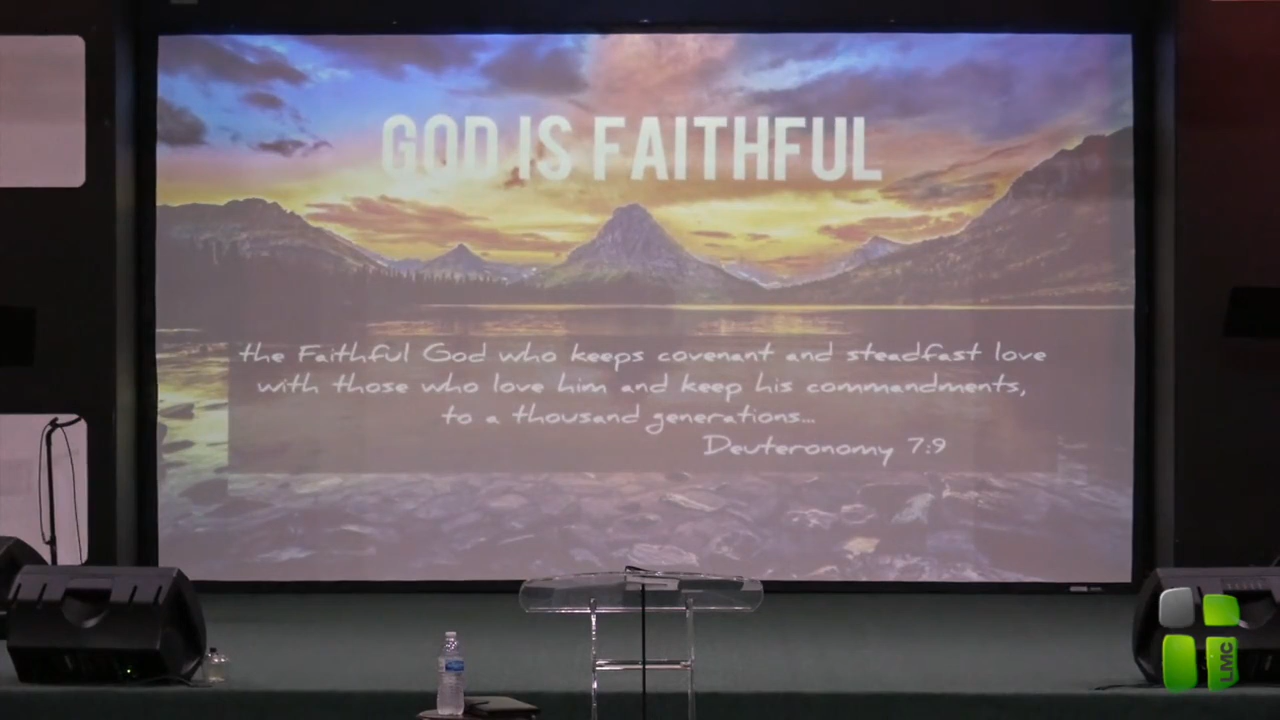 GOD IS FAITHFUL
the Faithful God who keeps covenant and steadfast love
with those who love him and keep his commandments,
to a thousand generations...
Deuteronomy 7:9
LMC